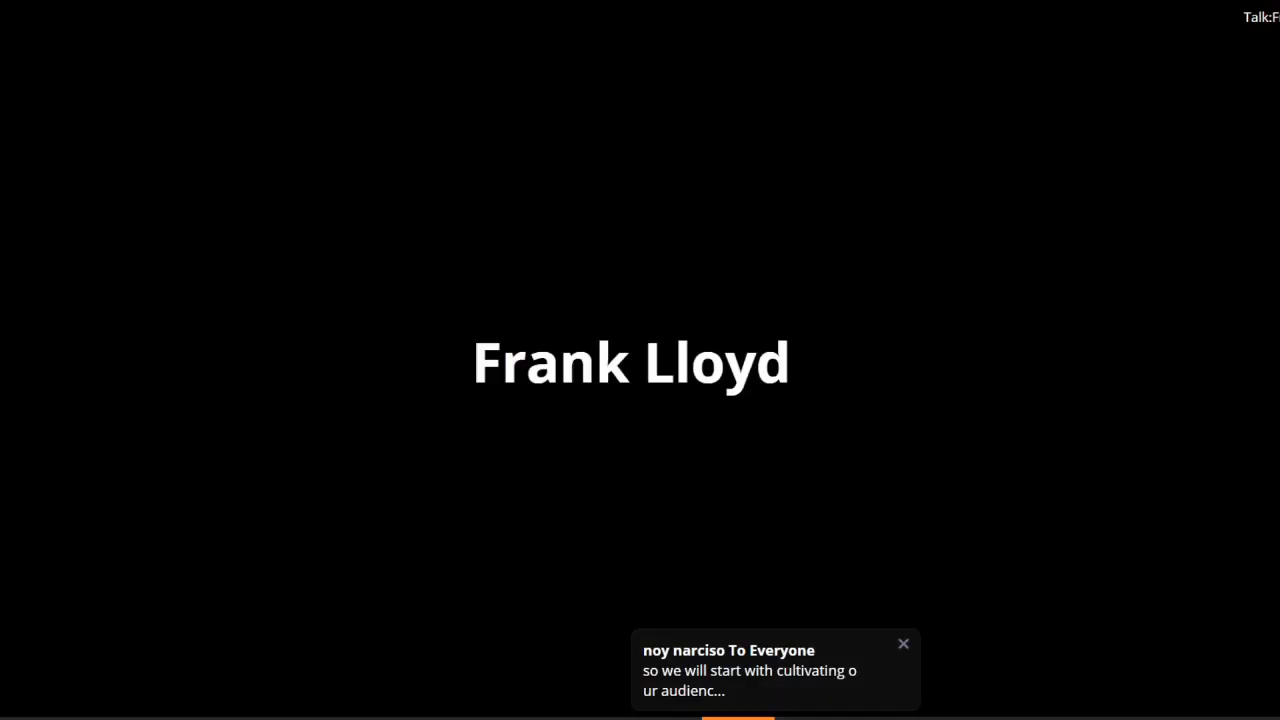 Talk:F
Frank Lloyd
noy narciso To Everyone
so we will start with cultivating o
ur audienc...